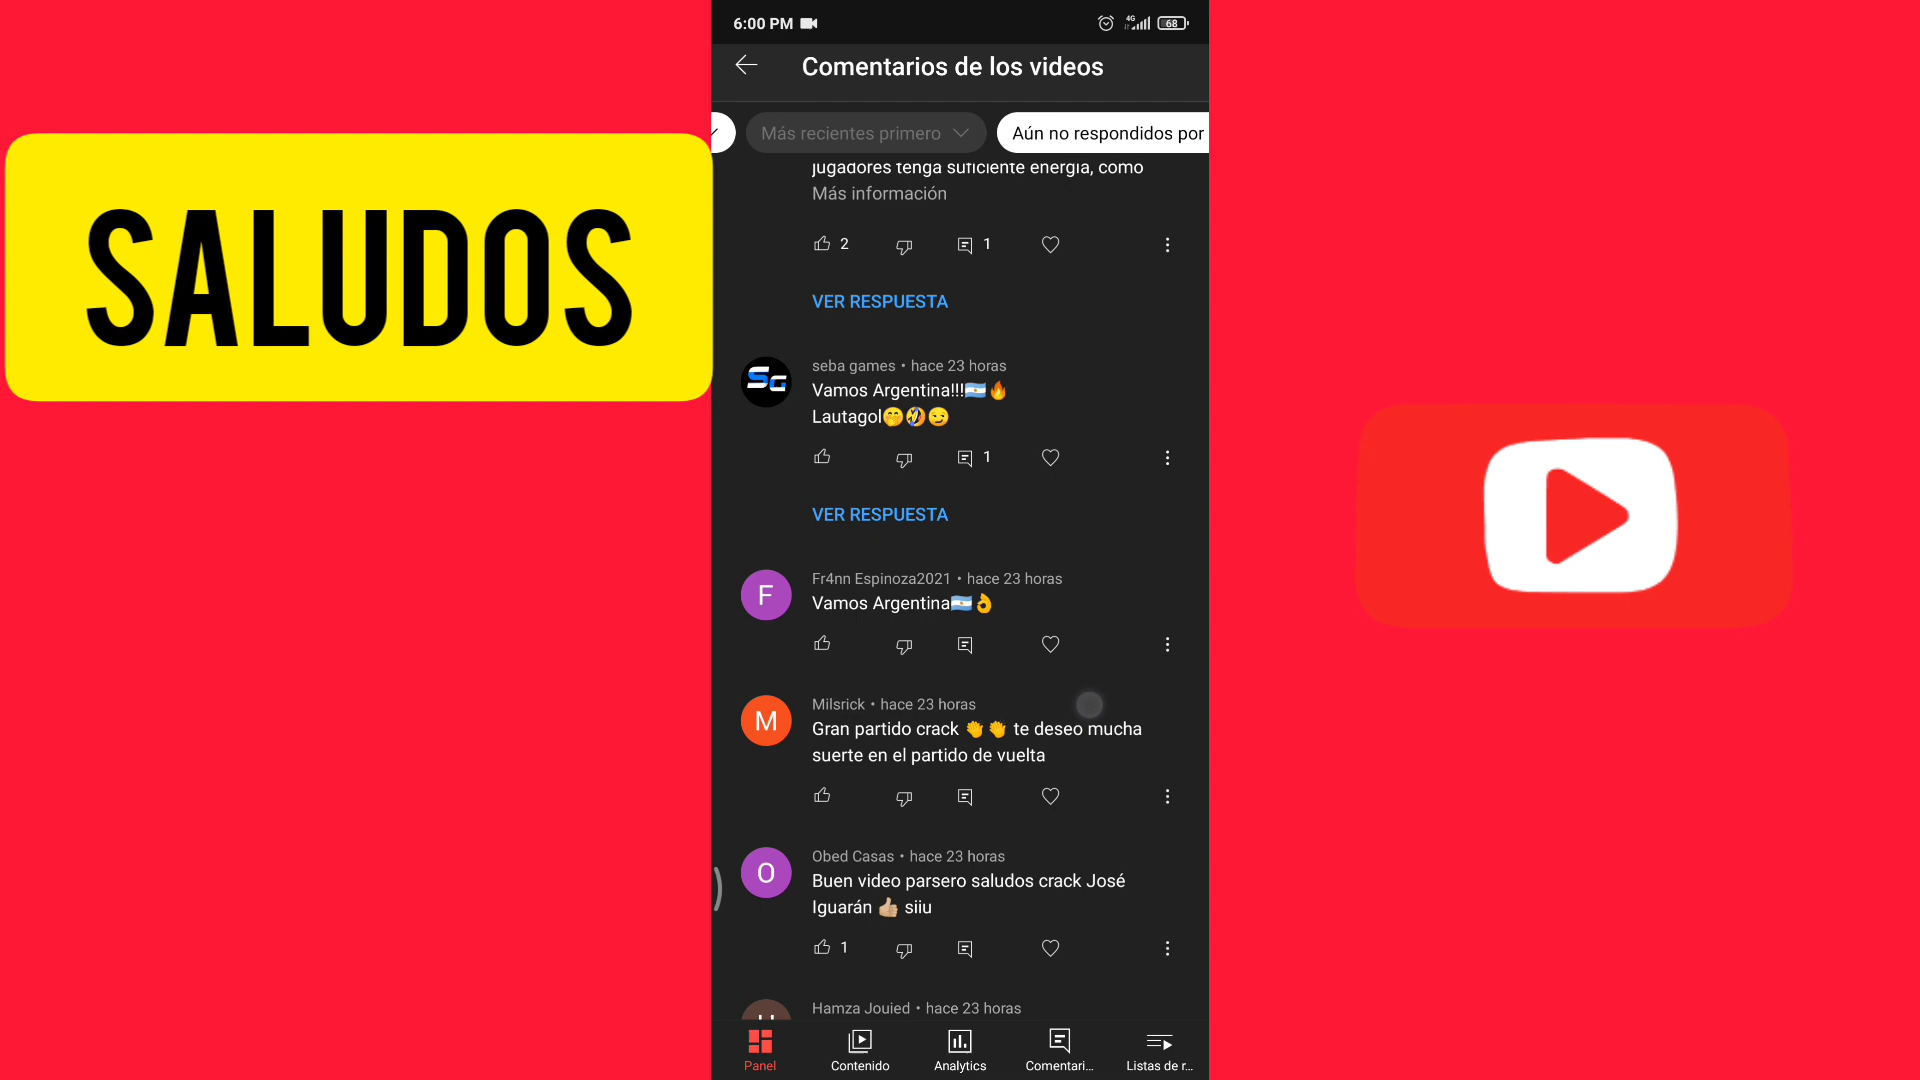 6:00 PM
4G
68
Comentarios de los videos
Más recientes primero
Aún no respondidos por
SALUDOS
jugadores tenga suficiente energía, como
Más información
2
1
VER RESPUESTA
SG
seba games • hace 23 horas
Vamos Argentina!!!🇦🇷🔥
Lautagol🤭🤣😏
1
VER RESPUESTA
F
Fr4nn Espinoza2021 • hace 23 horas
Vamos Argentina🇦🇷👌
M
Milsrick • hace 23 horas
Gran partido crack 👏👏 te deseo mucha
suerte en el partido de vuelta
O
Obed Casas • hace 23 horas
Buen video parsero saludos crack José
Iguarán 👍🏼 siiu
1
Hamza Jouied • hace 23 horas
Panel
Contenido
Analytics
Comentari...
Listas de r...